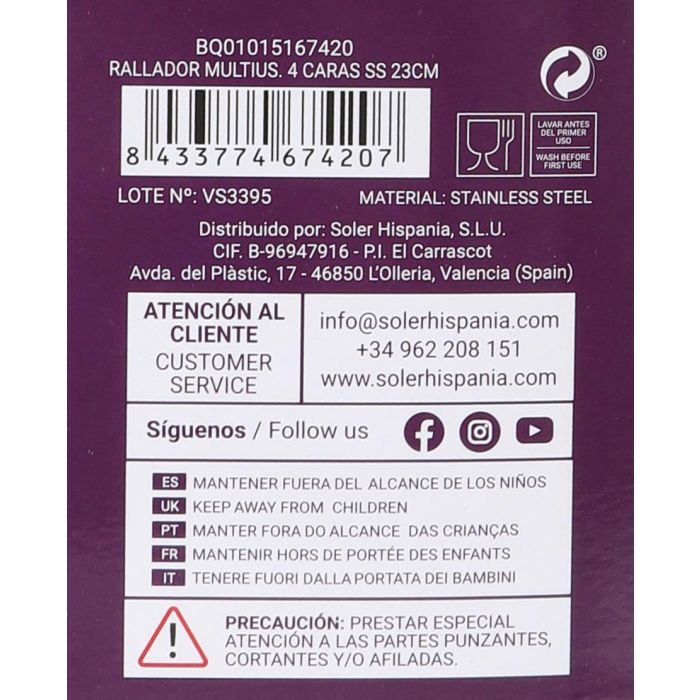 BQ01015167420
RALLADOR MULTIUS. 4 CARAS SS 23CM
®
8 433774 674207
LAVAR ANTES
DEL PRIMER
USO
WASH BEFORE
FIRST USE
LOTE Nº: VS3395
MATERIAL: STAINLESS STEEL
Distribuido por: Soler Hispania, S.L.U.
CIF. B-96947916 - P.I. El Carrascot
Avda. del Plàstic, 17 - 46850 L'Olleria, Valencia (Spain)
ATENCIÓN AL
CLIENTE
CUSTOMER
SERVICE
info@solerhispania.com
+34 962 208 151
www.solerhispania.com
Síguenos / Follow us
ES MANTENER FUERA DEL ALCANCE DE LOS NIÑOS
UK KEEP AWAY FROM CHILDREN
PT MANTER FORA DO ALCANCE DAS CRIANÇAS
FR MANTENIR HORS DE PORTÉE DES ENFANTS
IT TENERE FUORI DALLA PORTATA DEI BAMBINI
PRECAUCIÓN: PRESTAR ESPECIAL
ATENCIÓN A LAS PARTES PUNZANTES,
CORTANTES Y/O AFILADAS.